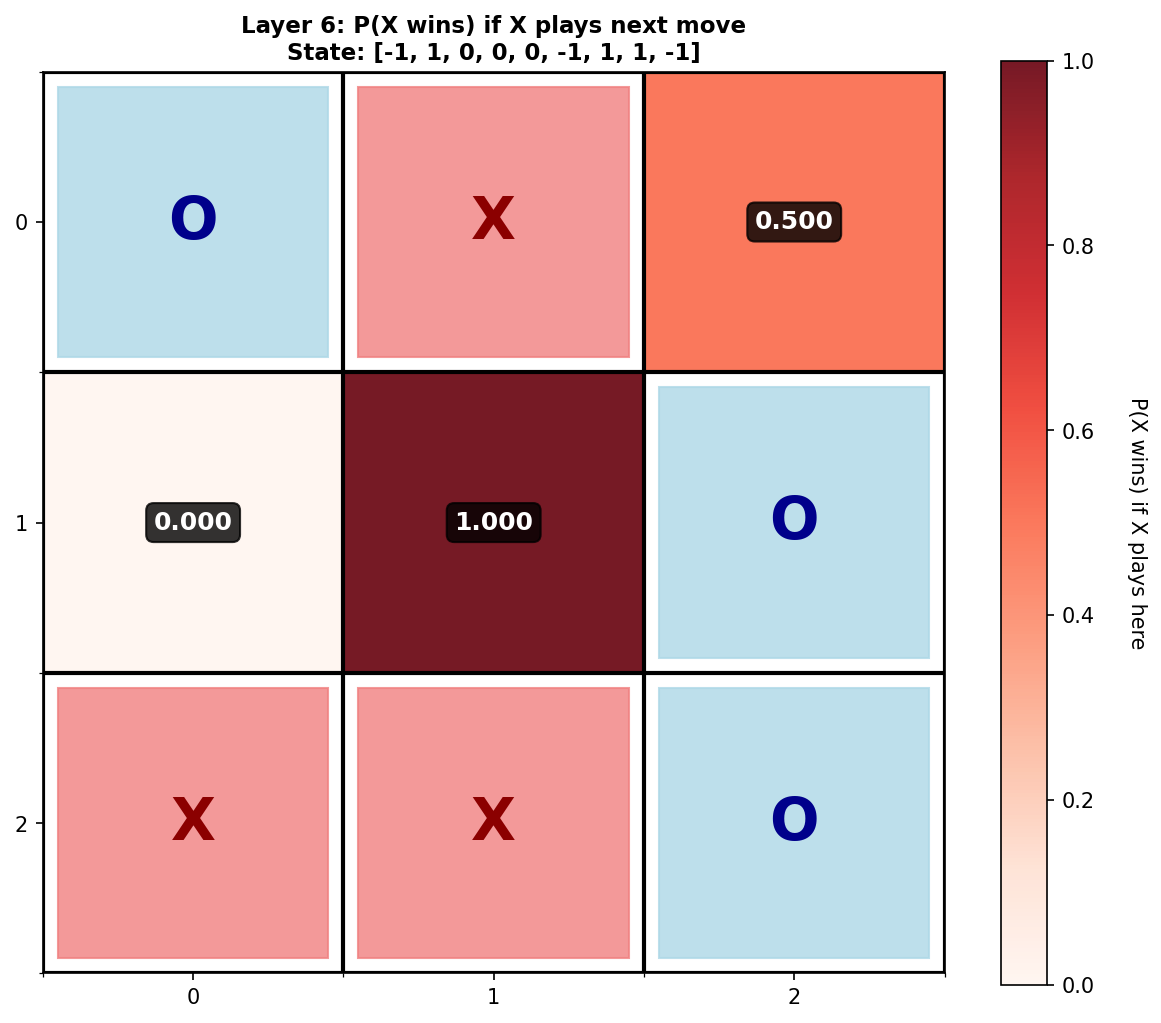 Layer 6: P(X wins) if X plays next move
State: [-1, 1, 0, 0, 0, -1, 1, 1, -1]
O X 0.500
0.000 1.000 O
X X O
0
1
2
0 1 2
1.0
0.8
0.6
0.4
0.2
0.0
P(X wins) if X plays here